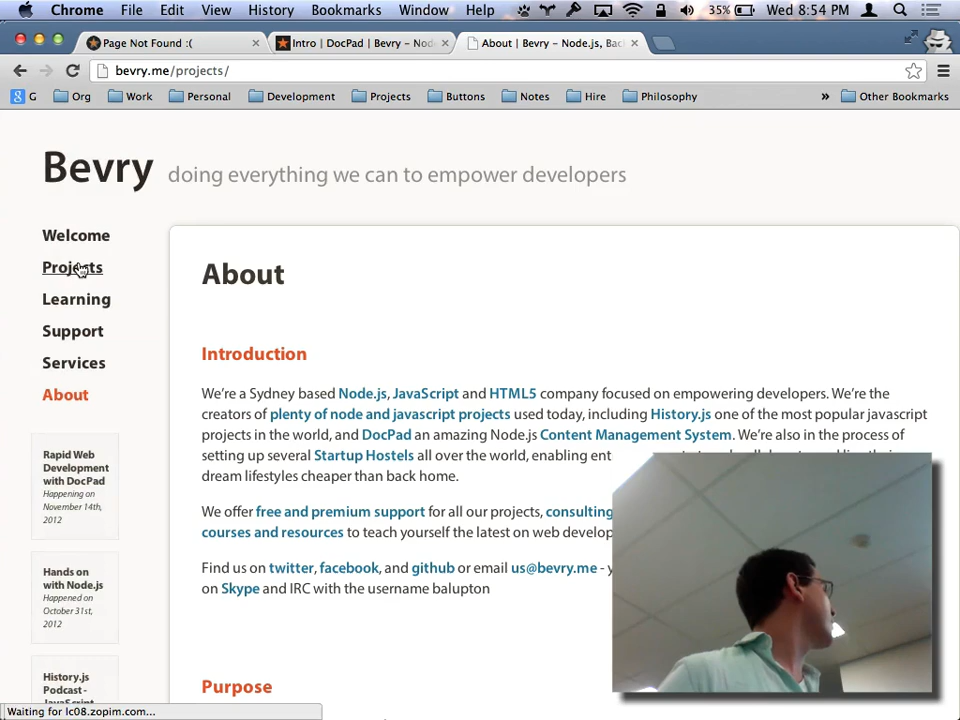 Chrome File Edit View History Bookmarks Window Help 35% Wed 8:54 PM
Page Not Found :( Intro | DocPad | Bevry – Nod About | Bevry – Node.js, Bac
bevry.me/projects/
G Org Work Personal Development Projects Buttons Notes Hire Philosophy » Other Bookmarks
Bevry doing everything we can to empower developers
Welcome
Projects
Learning
Support
Services
About
Rapid Web
Development
with DocPad
Happening on
November 14th,
2012
Hands on
with Node.js
Happened on
October 31st,
2012
History.js
Podcast -
JavaScript
About
Introduction
We're a Sydney based Node.js, JavaScript and HTML5 company focused on empowering developers. We're the
creators of plenty of node and javascript projects used today, including History.js one of the most popular javascript
projects in the world, and DocPad an amazing Node.js Content Management System. We're also in the process of
setting up several Startup Hostels all over the world, enabling ent
dream lifestyles cheaper than back home.
We offer free and premium support for all our projects, consulting
courses and resources to teach yourself the latest on web develop
Find us on twitter, facebook, and github or email us@bevry.me - y
on Skype and IRC with the username balupton
Purpose
Waiting for lc08.zopim.com...